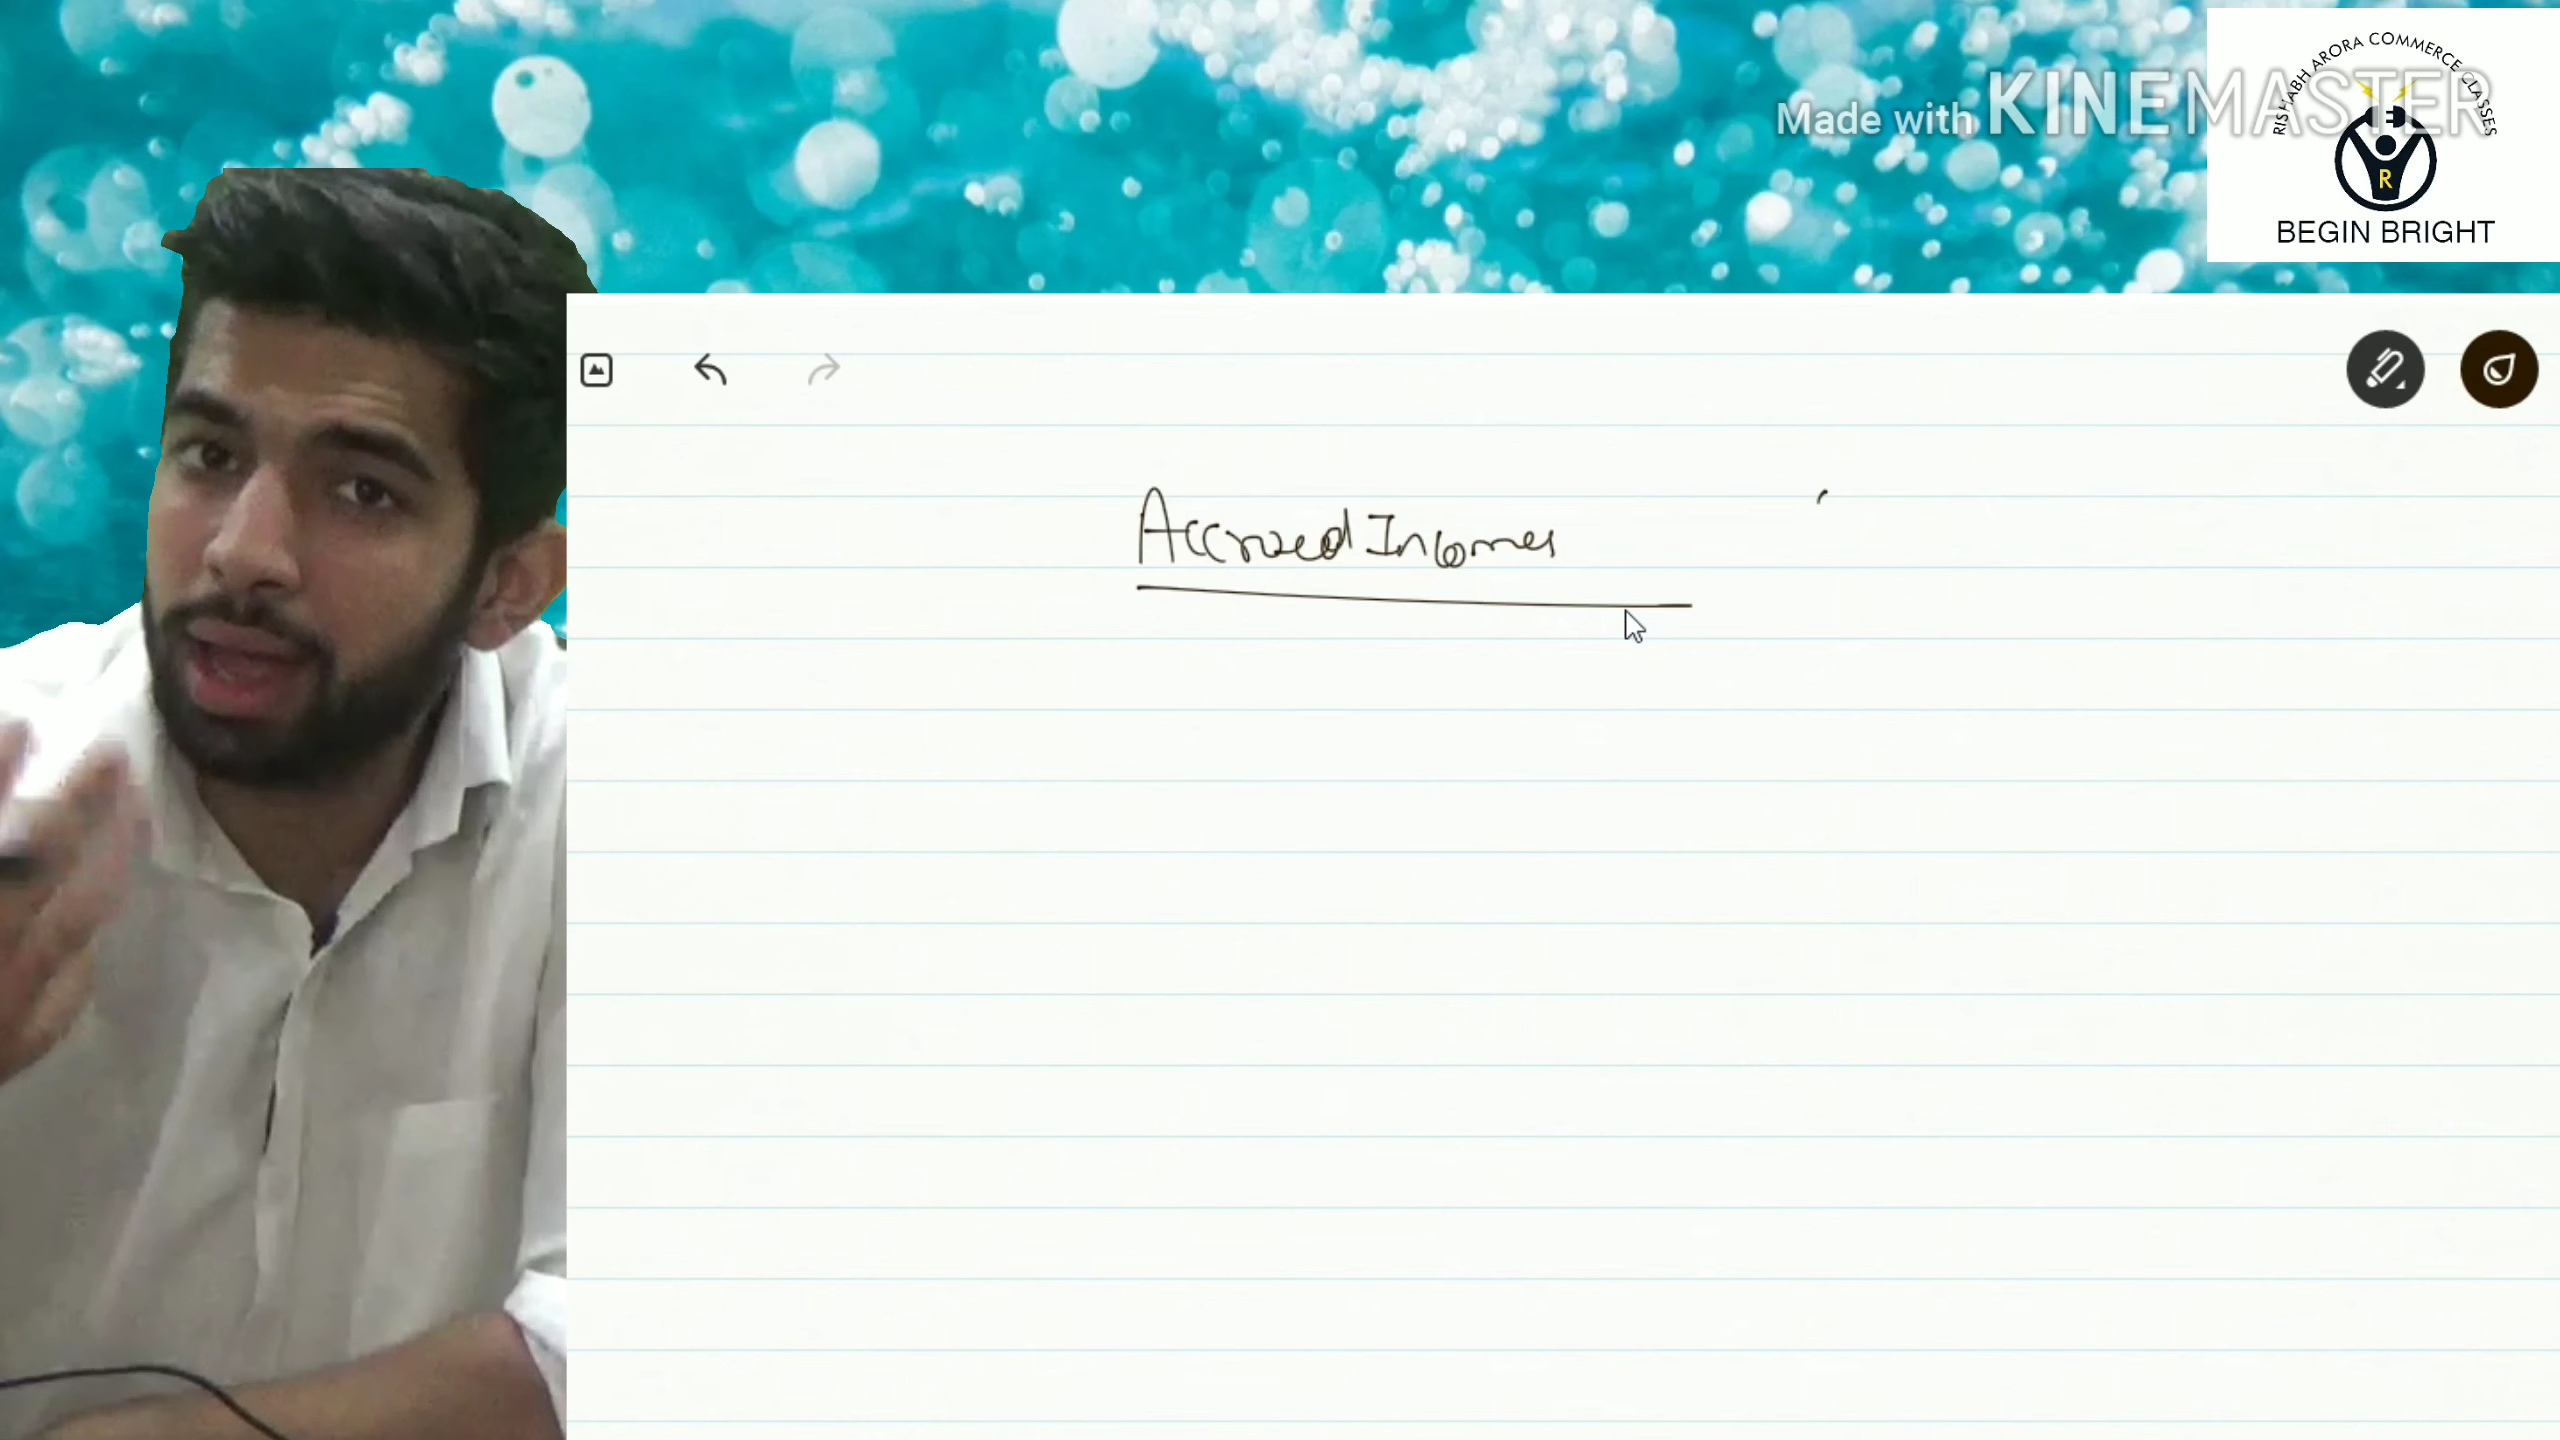 RISHABH ARORA COMMERCE CLASSES
Made with KINEMASTER
R
BEGIN BRIGHT
Accrued Incomes